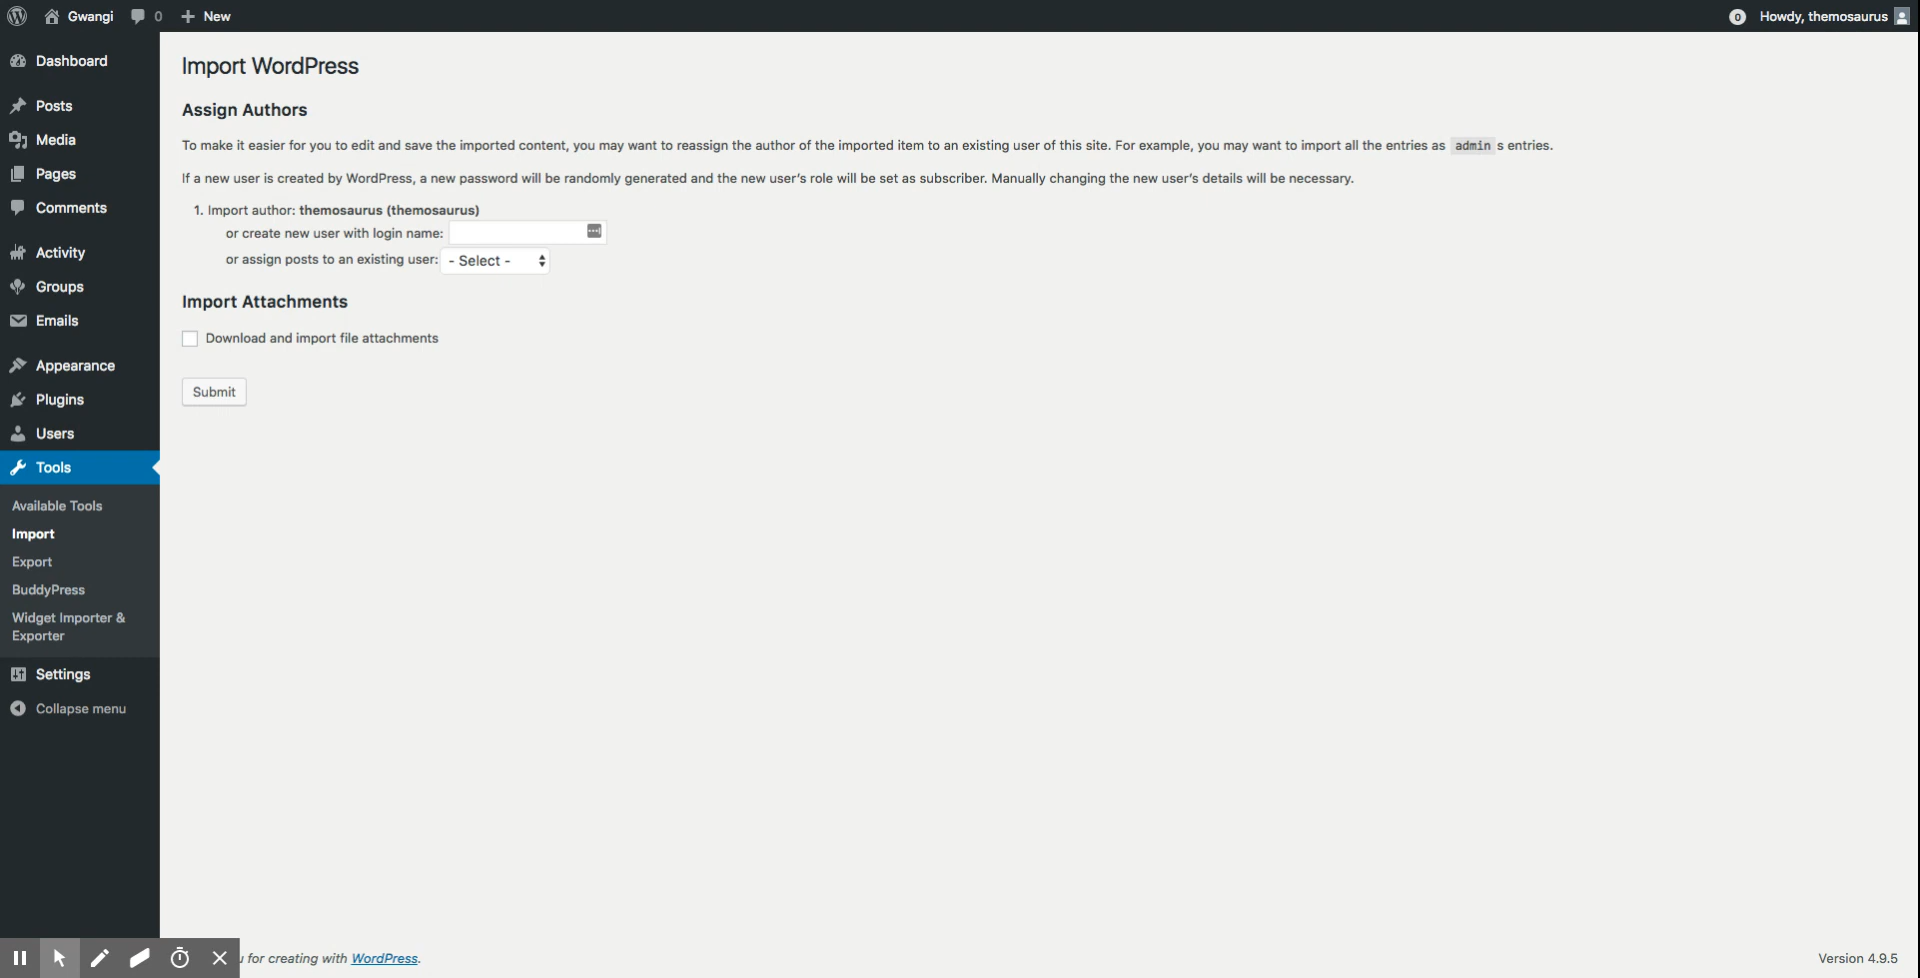 Gwangi
0
New
0
Howdy, themosaurus
Dashboard
Posts
Media
Pages
Comments
Activity
Groups
Emails
Appearance
Plugins
Users
Tools
Available Tools
Import
Export
BuddyPress
Widget Importer &
Exporter
Settings
Collapse menu
Import WordPress
Assign Authors
To make it easier for you to edit and save the imported content, you may want to reassign the author of the imported item to an existing user of this site. For example, you may want to import all the entries as admin s entries.
If a new user is created by WordPress, a new password will be randomly generated and the new user's role will be set as subscriber. Manually changing the new user's details will be necessary.
1. Import author: themosaurus (themosaurus)
or create new user with login name:
or assign posts to an existing user: - Select -
Import Attachments
Download and import file attachments
Submit
for creating with WordPress.
Version 4.9.5